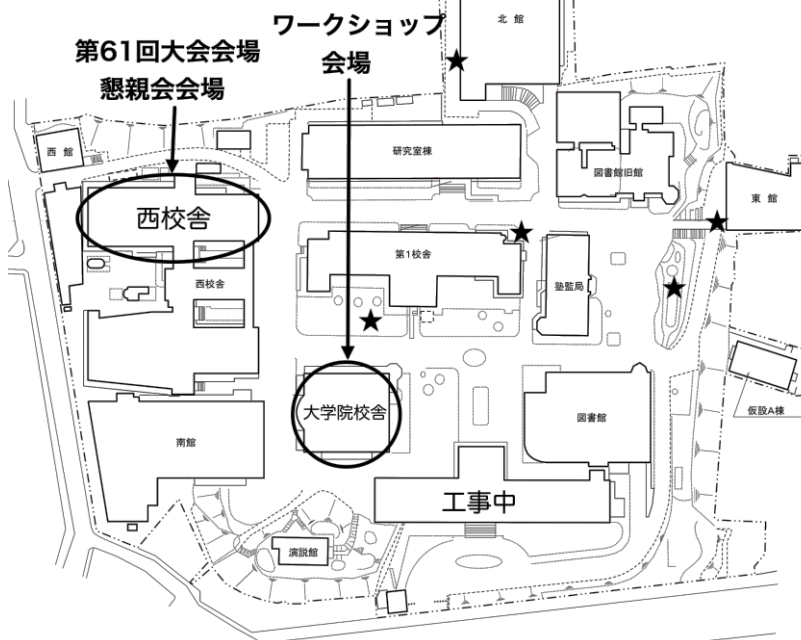 第61回大会会場
懇親会会場
ワークショップ
会場
北 館
西 館
研究室棟
図書館旧館
東 館
西校舎
第1校舎
西校舎
塾監局
仮設A棟
大学院校舎
図書館
南館
工事中
演説館